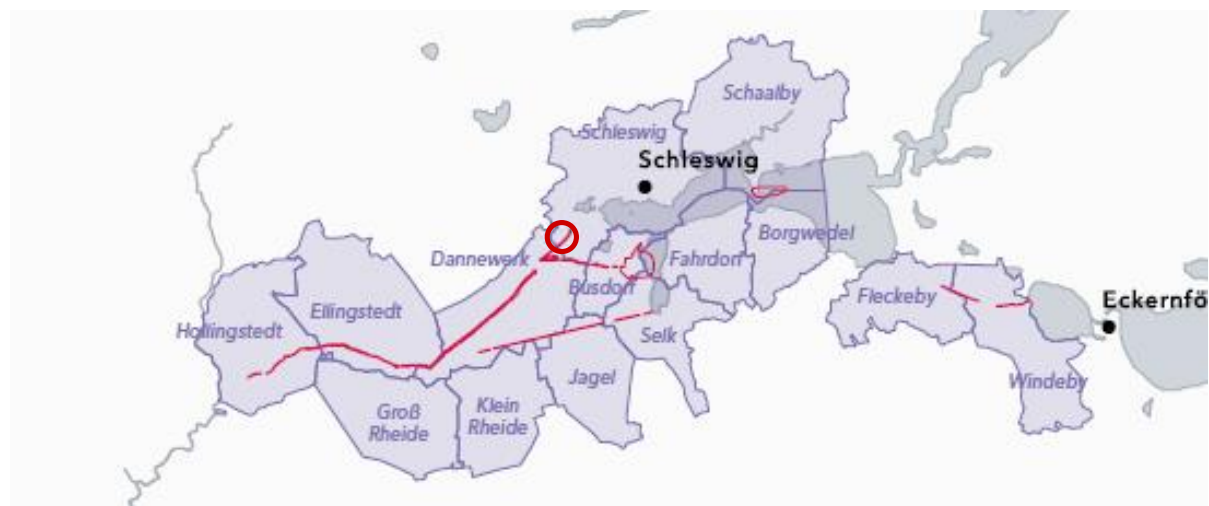 Schaalby
Schleswig
Schleswig
Borgwedel
Dannewerk
Fahrdorf
Busdorf
Fleckeby
Eckernfö
Ellingstedt
Hollingstedt
Selk
Jagel
Windeby
Groß
Rheide
Klein
Rheide